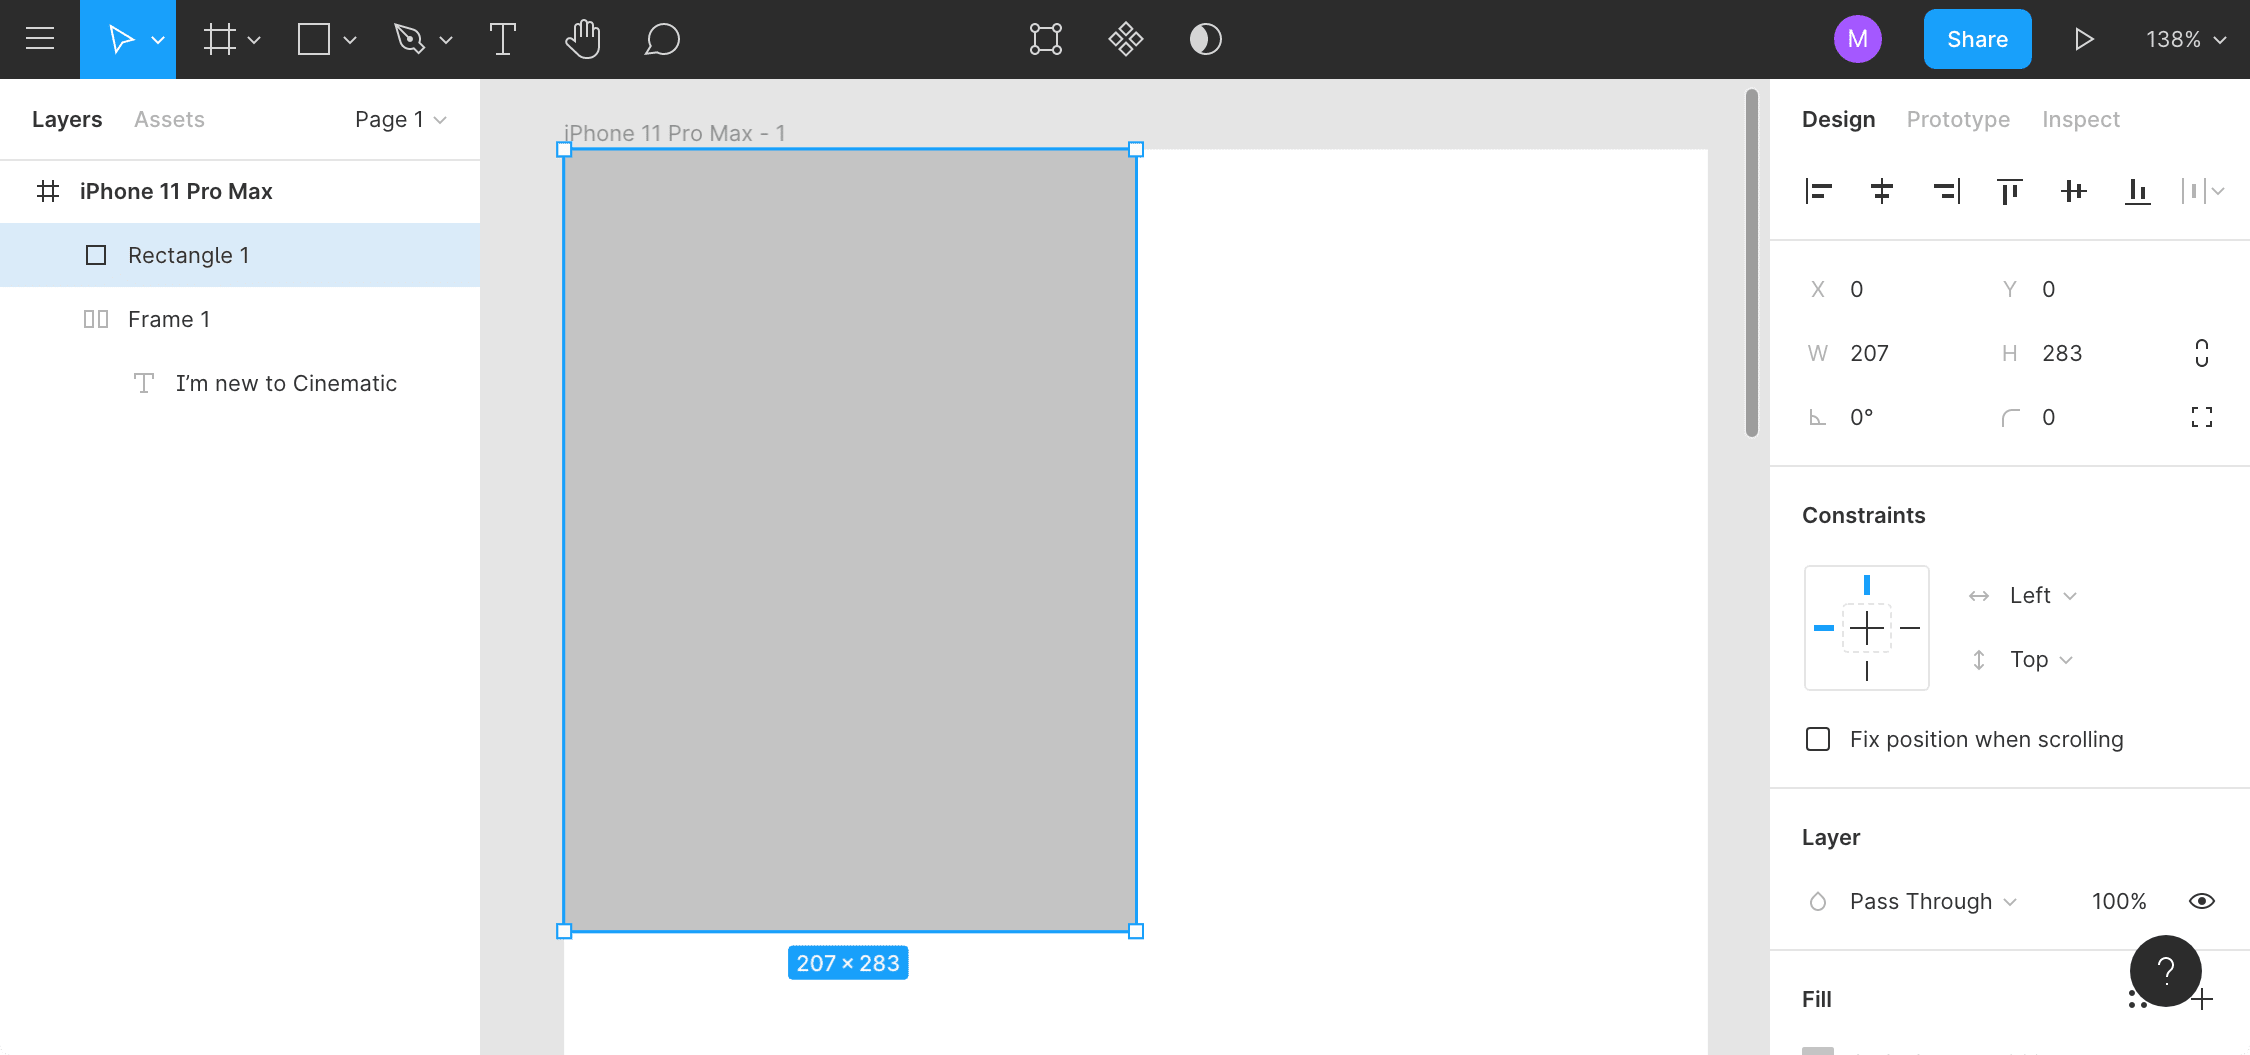 M
Share
138%
Layers
Assets
Page 1
iPhone 11 Pro Max
Rectangle 1
Frame 1
I’m new to Cinematic
iPhone 11 Pro Max - 1
207 × 283
Design
Prototype
Inspect
X 0
Y 0
W 207
H 283
0°
0
Constraints
Left
Top
Fix position when scrolling
Layer
Pass Through
100%
Fill
?